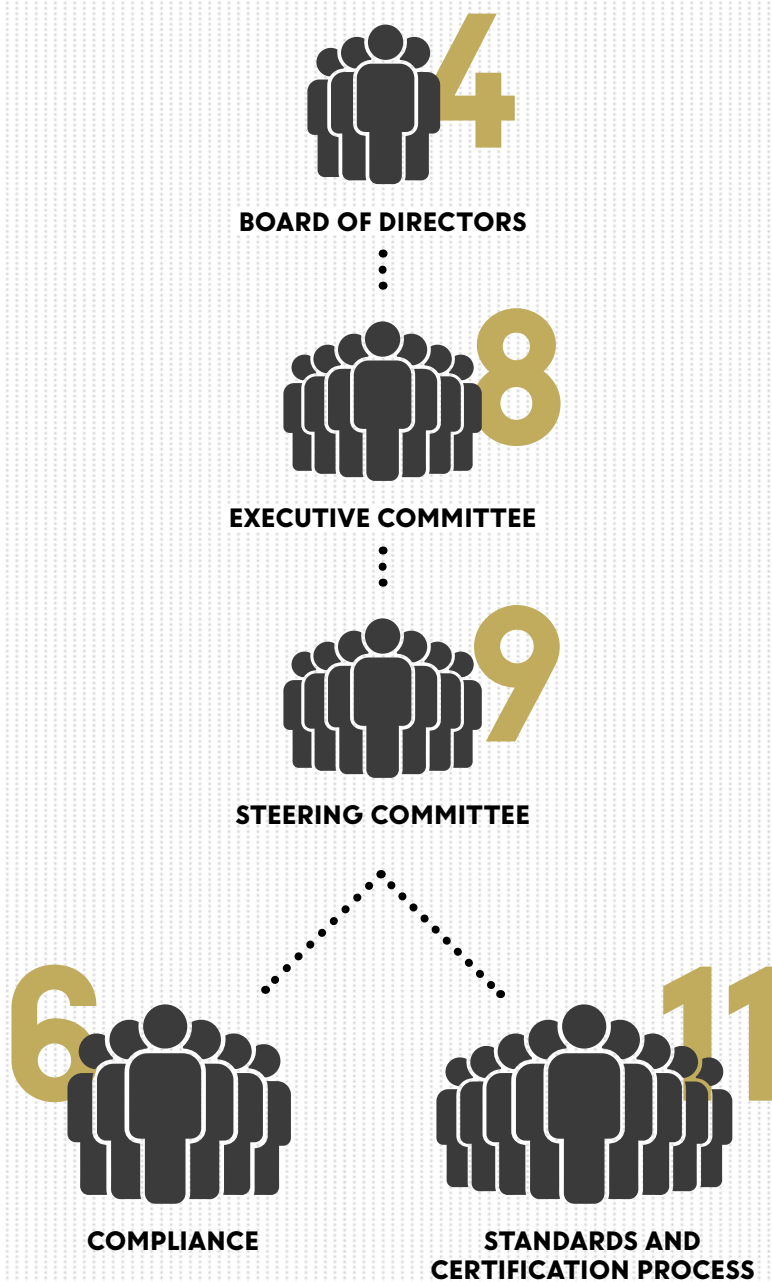 4
BOARD OF DIRECTORS
8
EXECUTIVE COMMITTEE
9
STEERING COMMITTEE
6
COMPLIANCE
11
STANDARDS AND
CERTIFICATION PROCESS